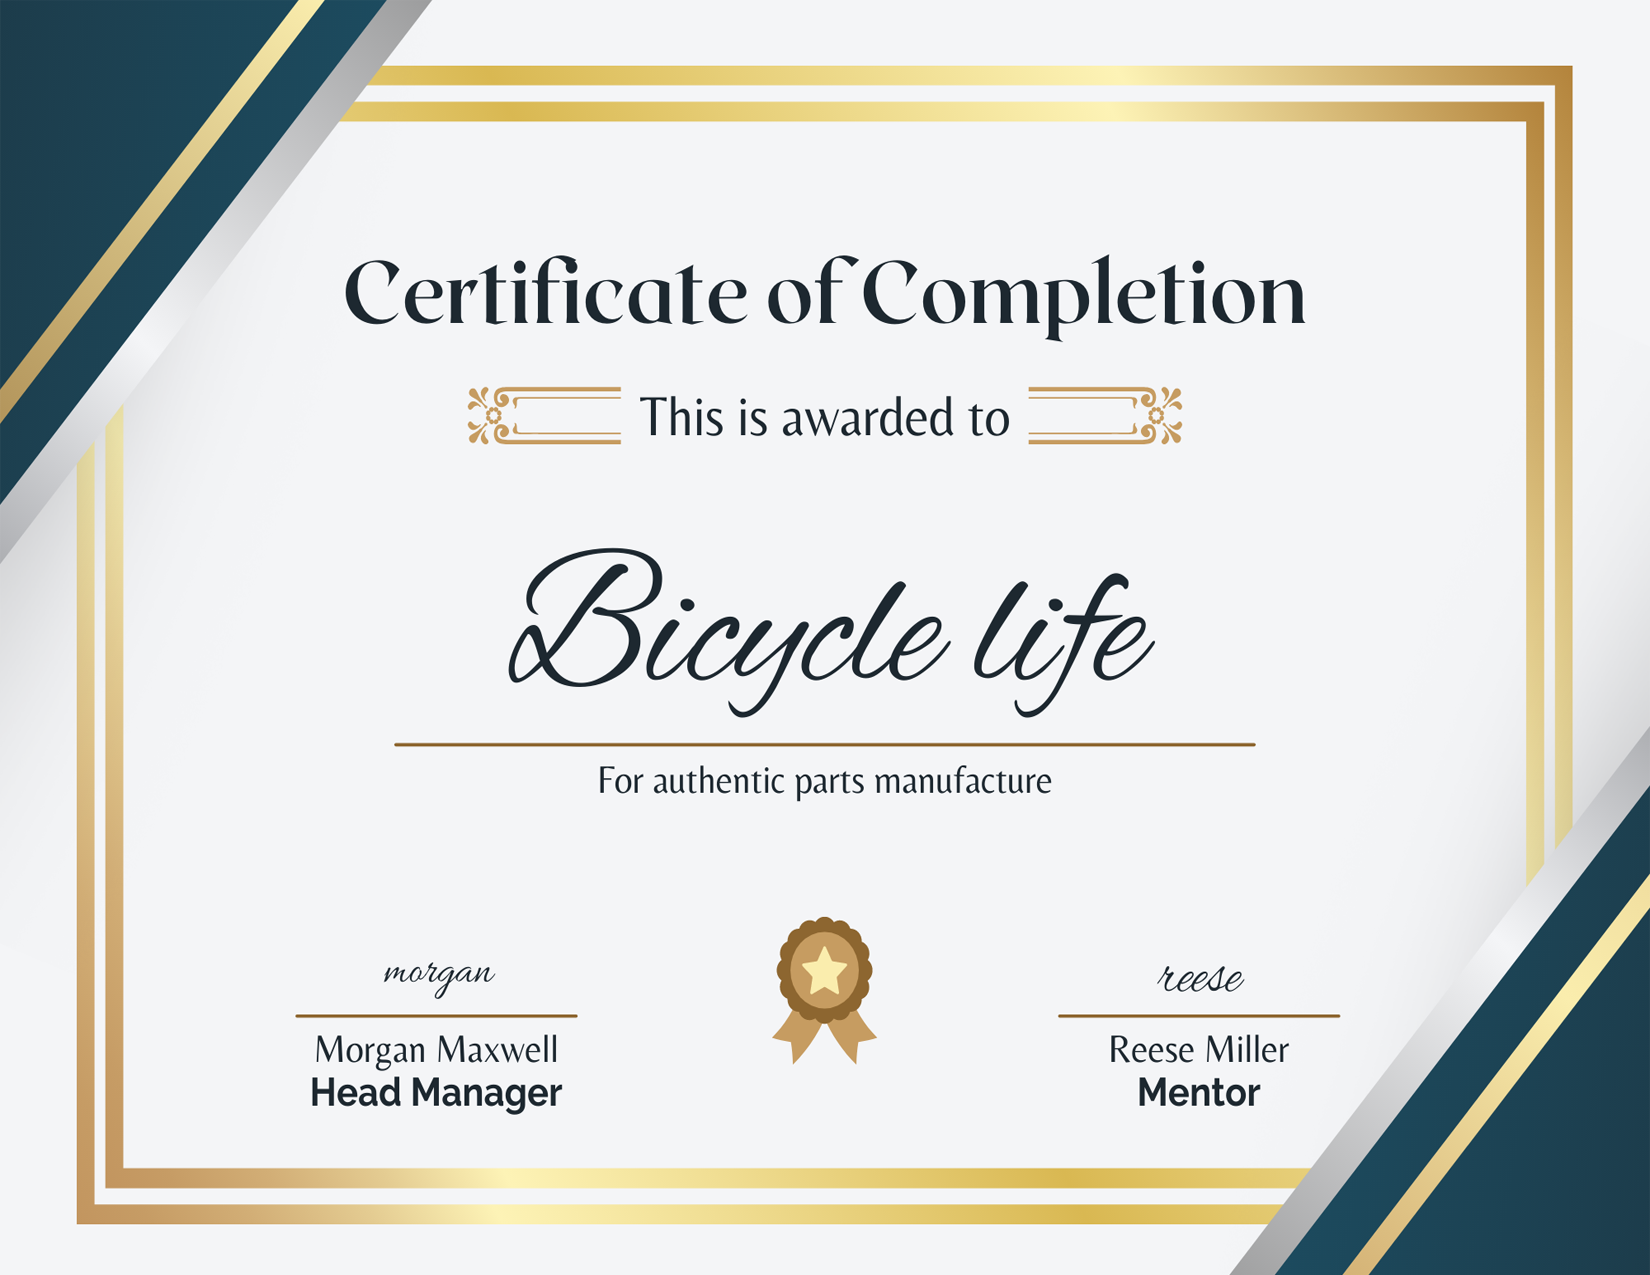 Certificate of Completion
This is awarded to
Bicycle life
For authentic parts manufacture
morgan
Morgan Maxwell
Head Manager
reese
Reese Miller
Mentor